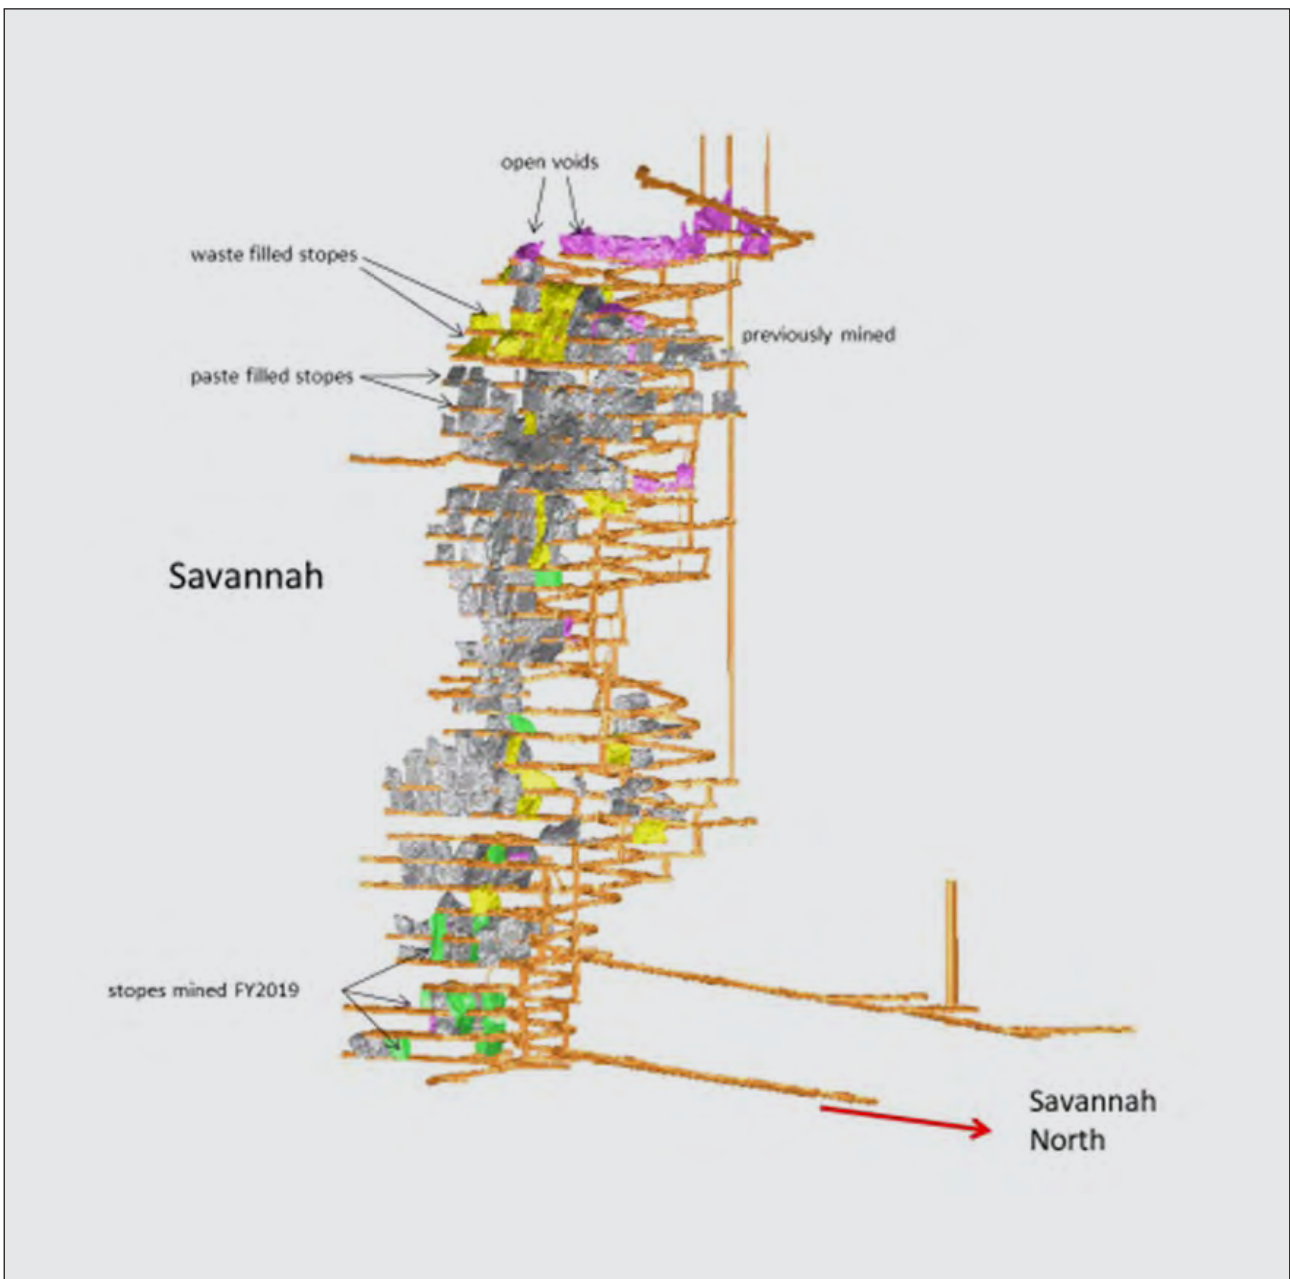 open voids
waste filled stopes
previously mined
paste filled stopes
Savannah
stopes mined FY2019
Savannah
North